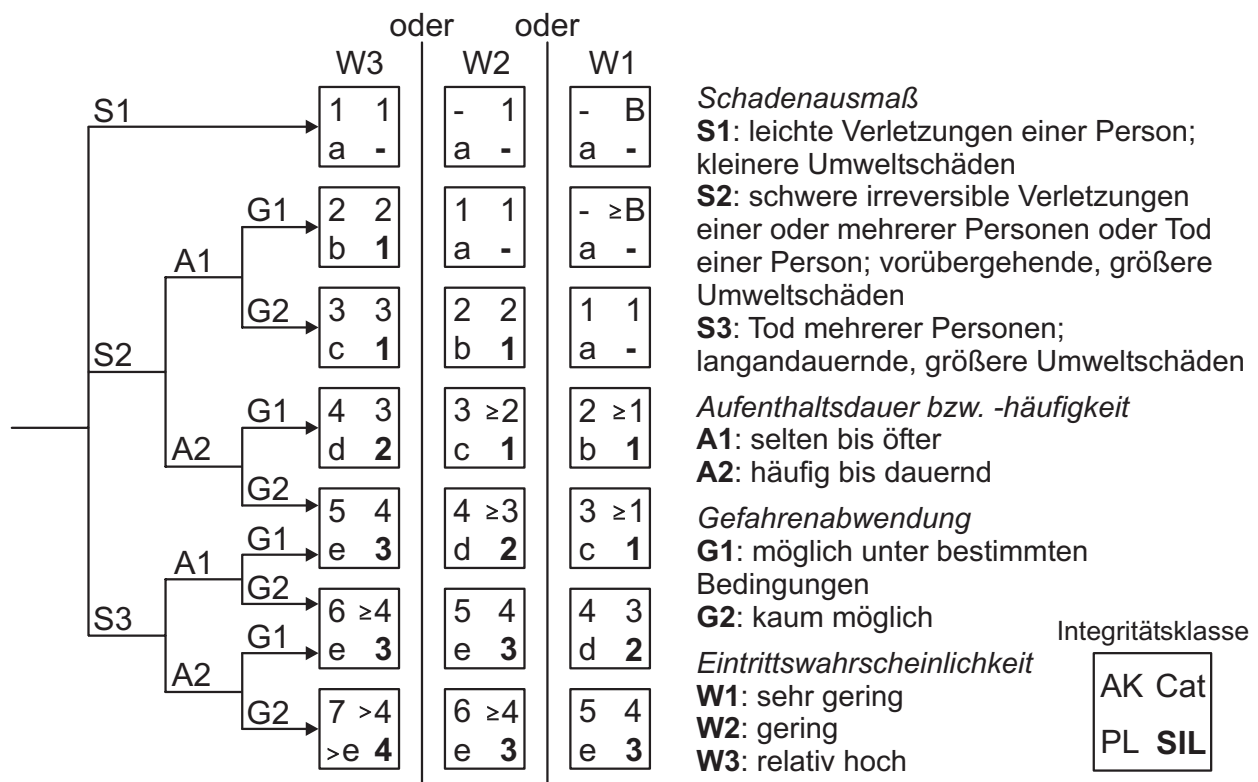 oder oder
W3 W2 W1
S1
1 1 - 1 - B
a - a - a -
G1
2 2 1 1 - ≥B
b 1 a - a -
A1
G2
3 3 2 2 1 1
c 1 b 1 a -
S2
G1
4 3 3 ≥2 2 ≥1
d 2 c 1 b 1
A2
G2
5 4 4 ≥3 3 ≥1
e 3 d 2 c 1
G1
A1
G2
6 ≥4 5 4 4 3
e 3 e 3 d 2
S3
G1
A2
G2
7 >4 6 ≥4 5 4
>e 4 e 3 e 3
Schadenausmaß
S1: leichte Verletzungen einer Person;
kleinere Umweltschäden
S2: schwere irreversible Verletzungen
einer oder mehrerer Personen oder Tod
einer Person; vorübergehende, größere
Umweltschäden
S3: Tod mehrerer Personen;
langandauernde, größere Umweltschäden
Aufenthaltsdauer bzw. -häufigkeit
A1: selten bis öfter
A2: häufig bis dauernd
Gefahrenabwendung
G1: möglich unter bestimmten
Bedingungen
G2: kaum möglich
Eintrittswahrscheinlichkeit
W1: sehr gering
W2: gering
W3: relativ hoch
Integritätsklasse
AK Cat
PL SIL